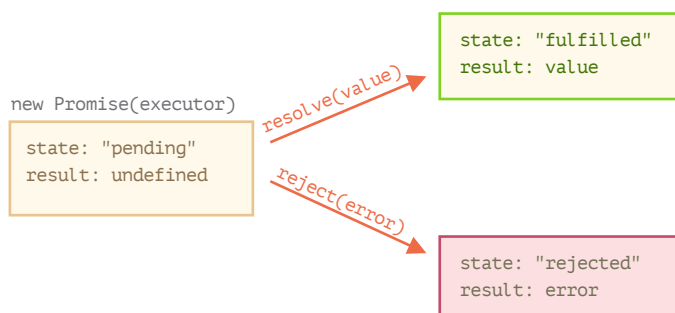 new Promise(executor)
state: "pending"
result: undefined
resolve(value)
state: "fulfilled"
result: value
reject(error)
state: "rejected"
result: error